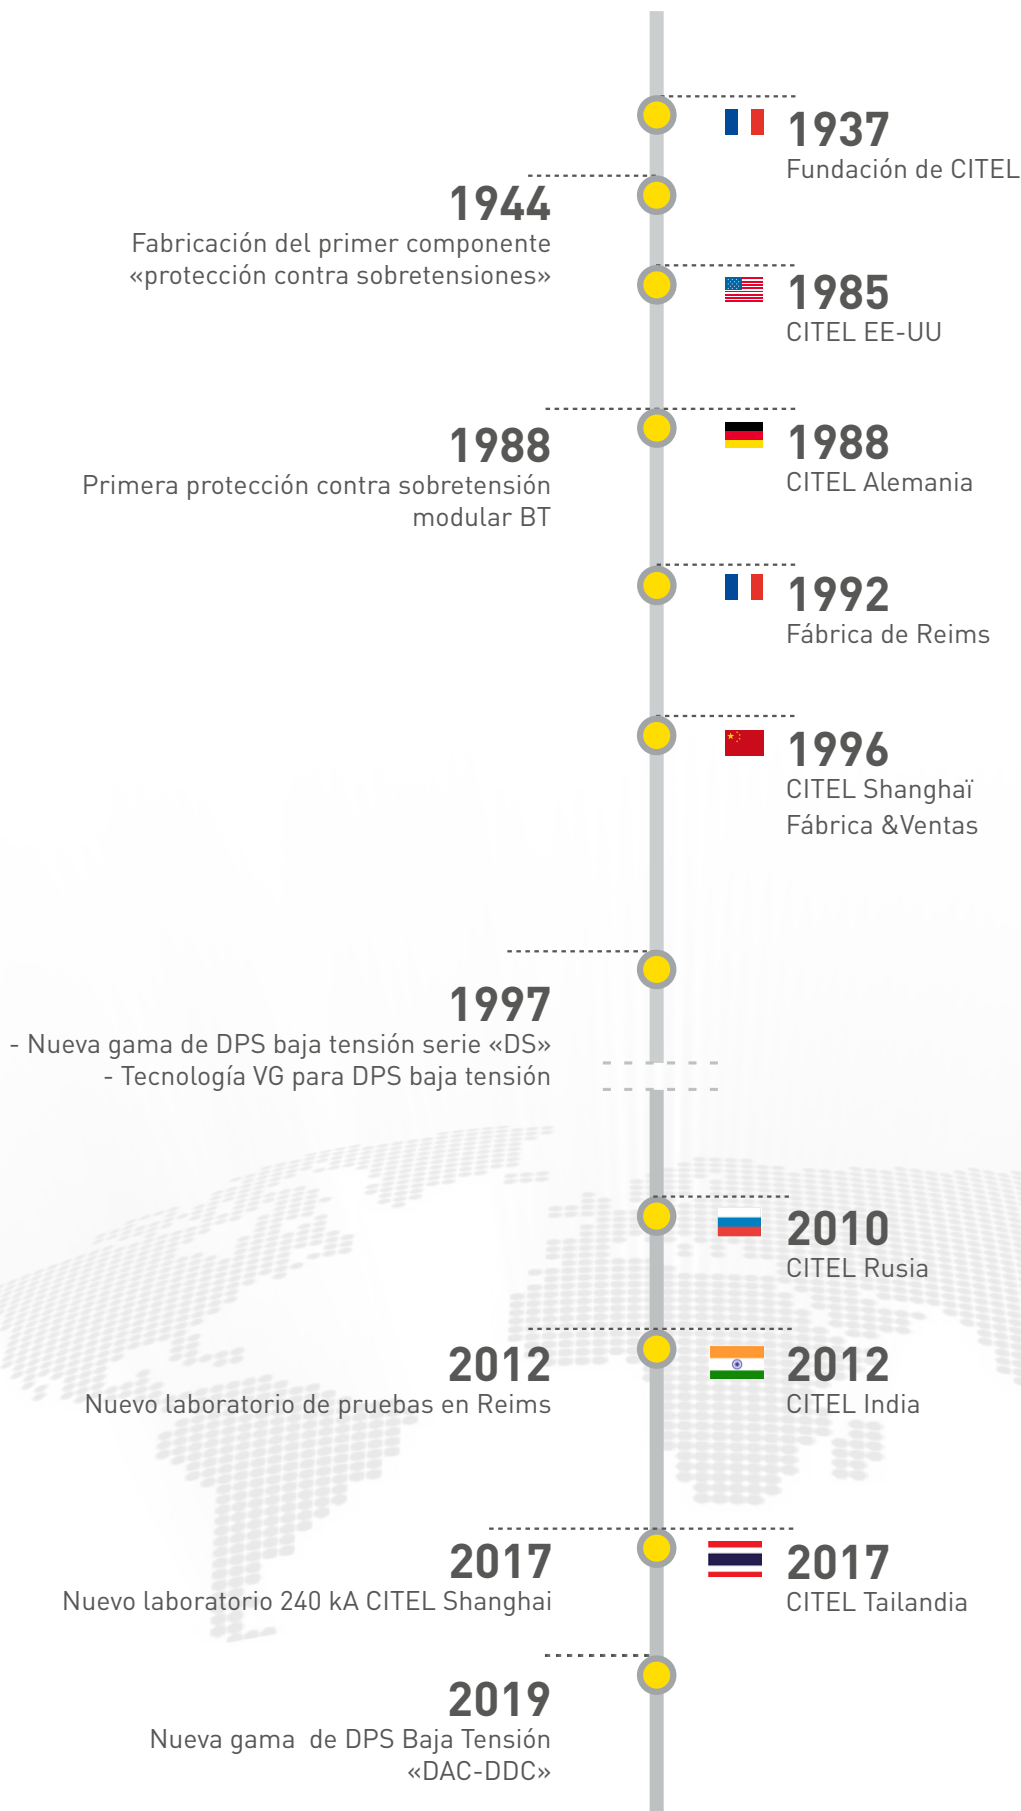 1937
Fundación de CITEL
1944
Fabricación del primer componente
«protección contra sobretensiones»
1985
CITEL EE-UU
1988
Primera protección contra sobretensión
modular BT
1988
CITEL Alemania
1992
Fábrica de Reims
1996
CITEL Shanghaï
Fábrica &Ventas
1997
- Nueva gama de DPS baja tensión serie «DS»
- Tecnología VG para DPS baja tensión
2010
CITEL Rusia
2012
Nuevo laboratorio de pruebas en Reims
2012
CITEL India
2017
Nuevo laboratorio 240 kA CITEL Shanghai
2017
CITEL Tailandia
2019
Nueva gama  de DPS Baja Tensión
«DAC-DDC»